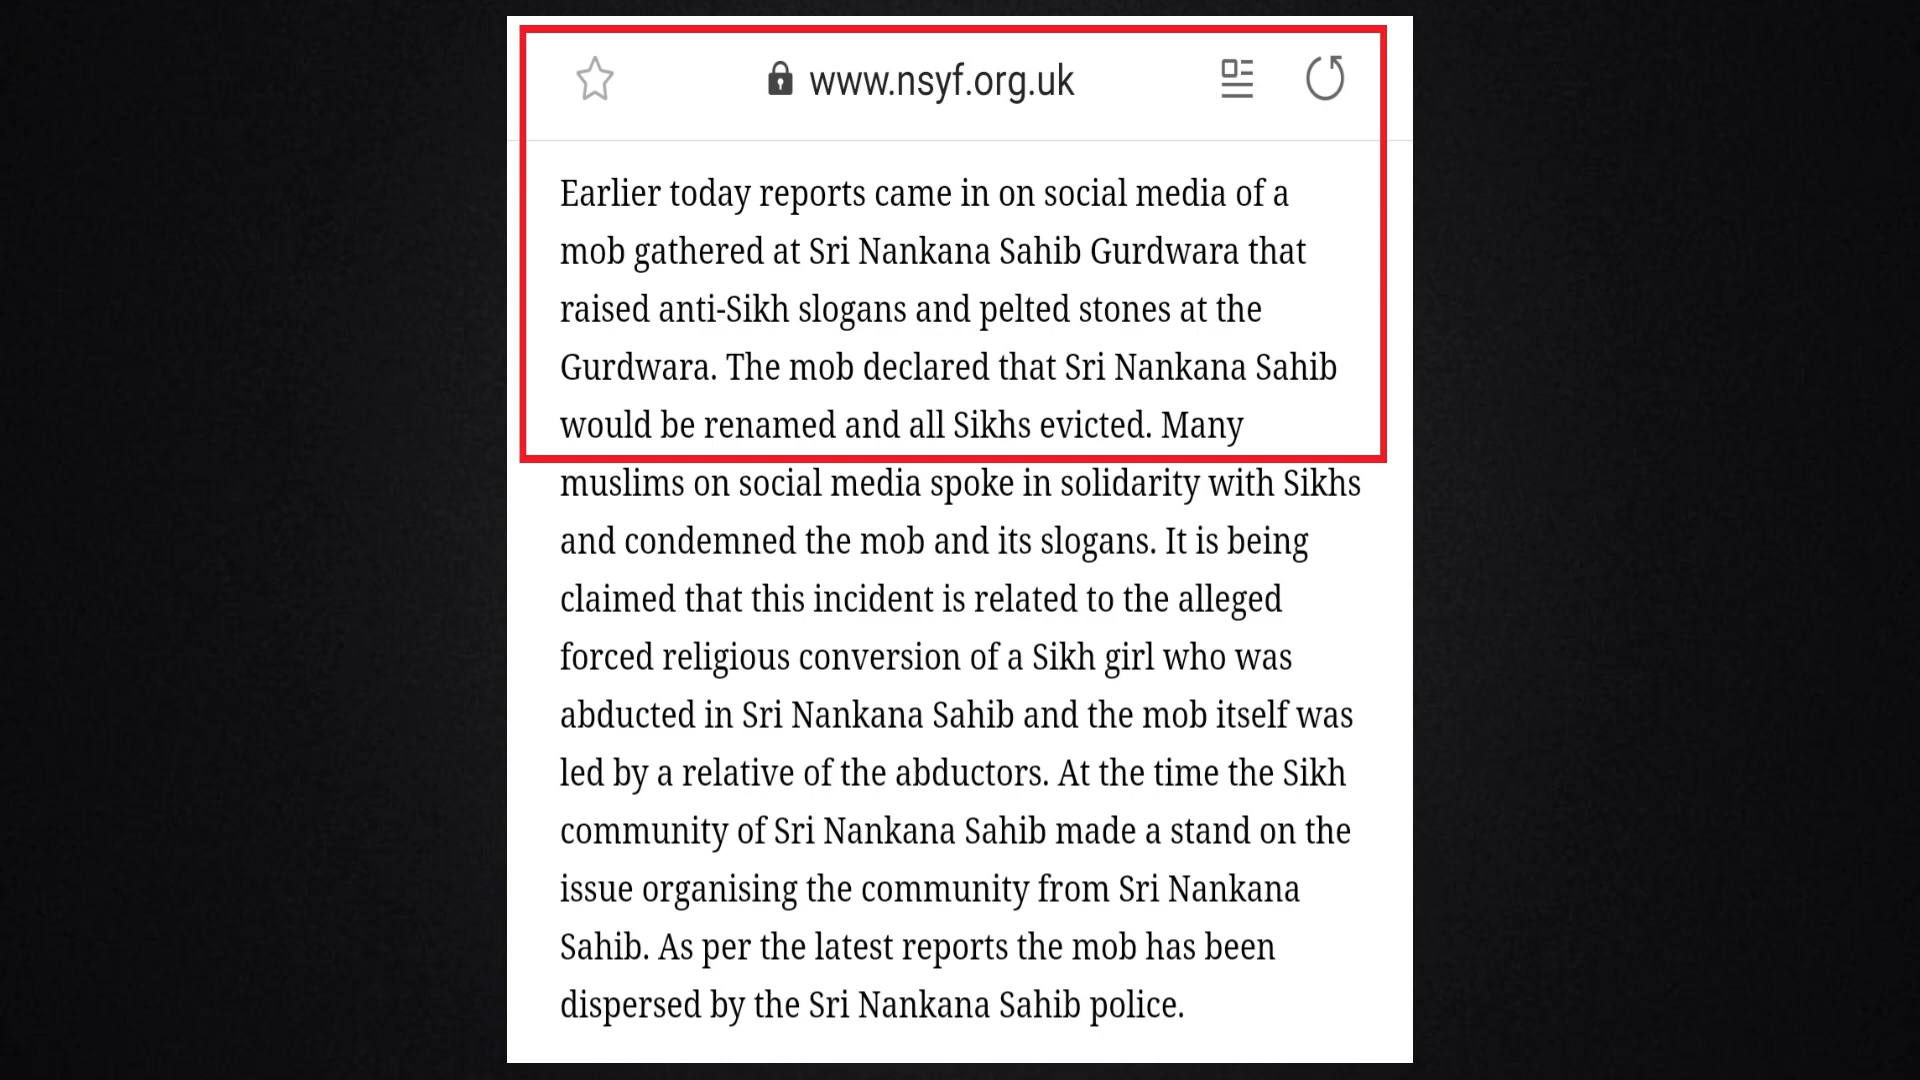 www.nsyf.org.uk
Earlier today reports came in on social media of a
mob gathered at Sri Nankana Sahib Gurdwara that
raised anti-Sikh slogans and pelted stones at the
Gurdwara. The mob declared that Sri Nankana Sahib
would be renamed and all Sikhs evicted. Many
muslims on social media spoke in solidarity with Sikhs
and condemned the mob and its slogans. It is being
claimed that this incident is related to the alleged
forced religious conversion of a Sikh girl who was
abducted in Sri Nankana Sahib and the mob itself was
led by a relative of the abductors. At the time the Sikh
community of Sri Nankana Sahib made a stand on the
issue organising the community from Sri Nankana
Sahib. As per the latest reports the mob has been
dispersed by the Sri Nankana Sahib police.